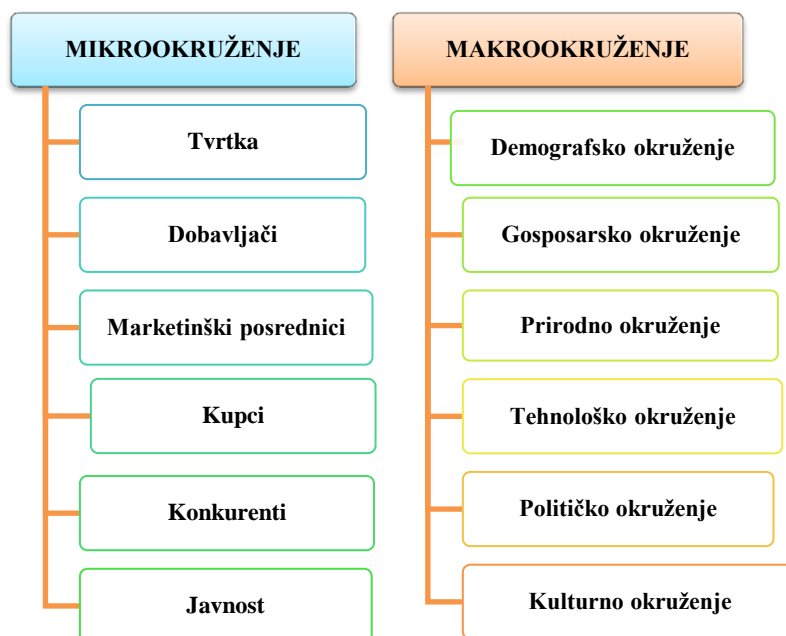 MIKROOKRUŽENJE
Tvrtka
Dobavljači
Marketinški posrednici
Kupci
Konkurenti
Javnost
MAKROOKRUŽENJE
Demografsko okruženje
Gosposarsko okruženje
Prirodno okruženje
Tehnološko okruženje
Političko okruženje
Kulturno okruženje